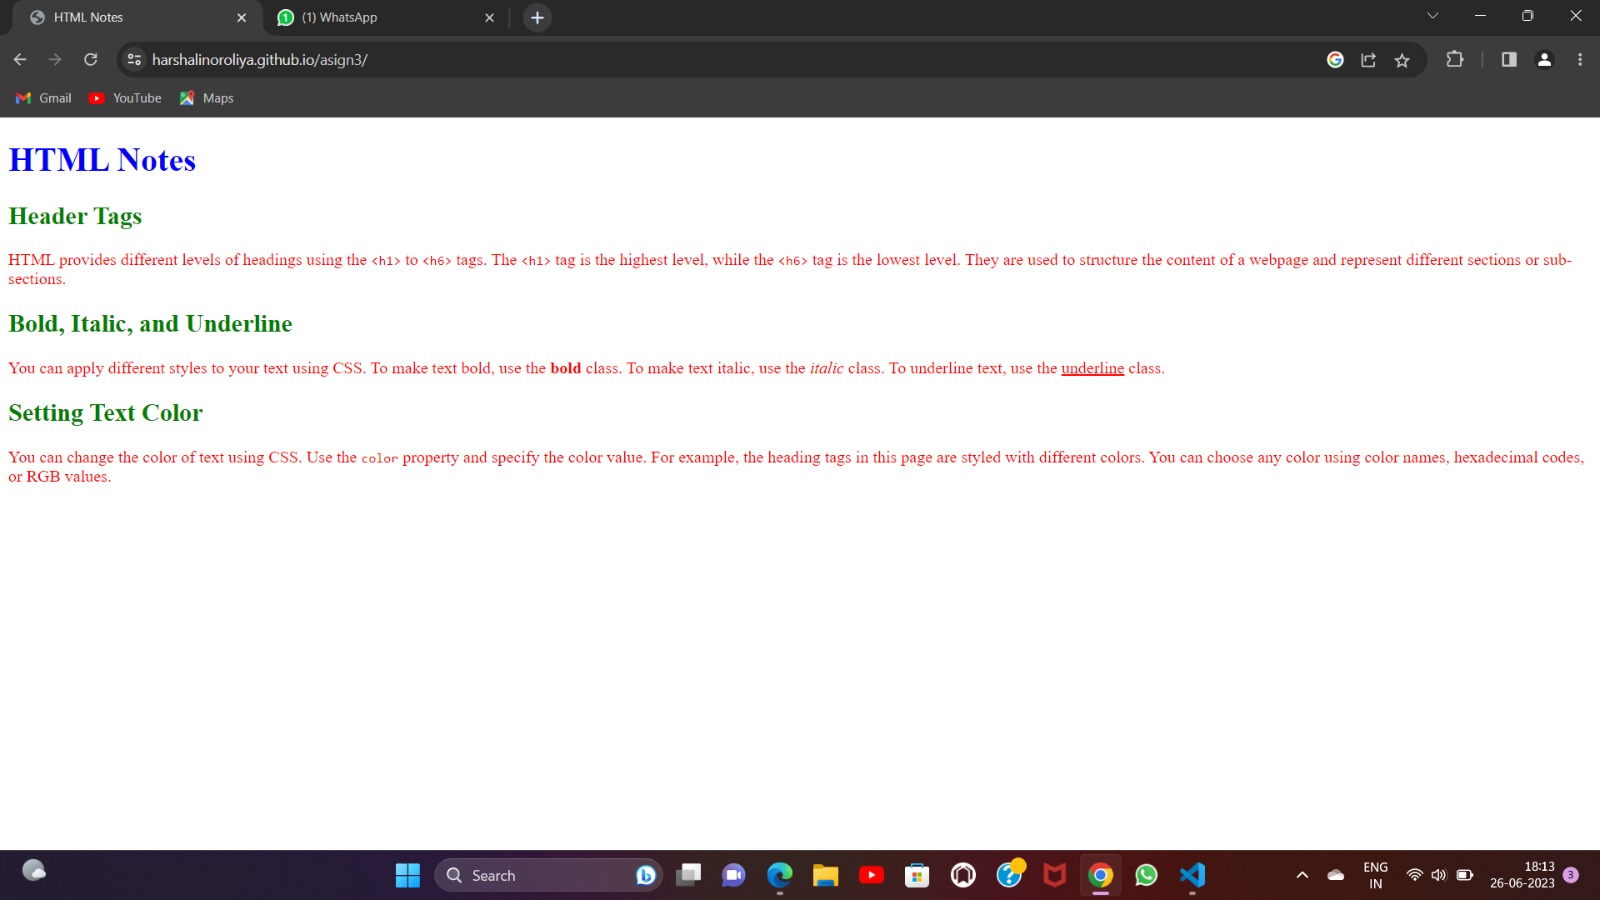 HTML Notes
(1) WhatsApp
harshalinoroliya.github.io/asign3/
Gmail YouTube Maps
HTML Notes
Header Tags
HTML provides different levels of headings using the <h1> to <h6> tags. The <h1> tag is the highest level, while the <h6> tag is the lowest level. They are used to structure the content of a webpage and represent different sections or sub-
sections.
Bold, Italic, and Underline
You can apply different styles to your text using CSS. To make text bold, use the bold class. To make text italic, use the italic class. To underline text, use the underline class.
Setting Text Color
You can change the color of text using CSS. Use the color property and specify the color value. For example, the heading tags in this page are styled with different colors. You can choose any color using color names, hexadecimal codes,
or RGB values.
Search
ENG
IN
18:13
26-06-2023
3